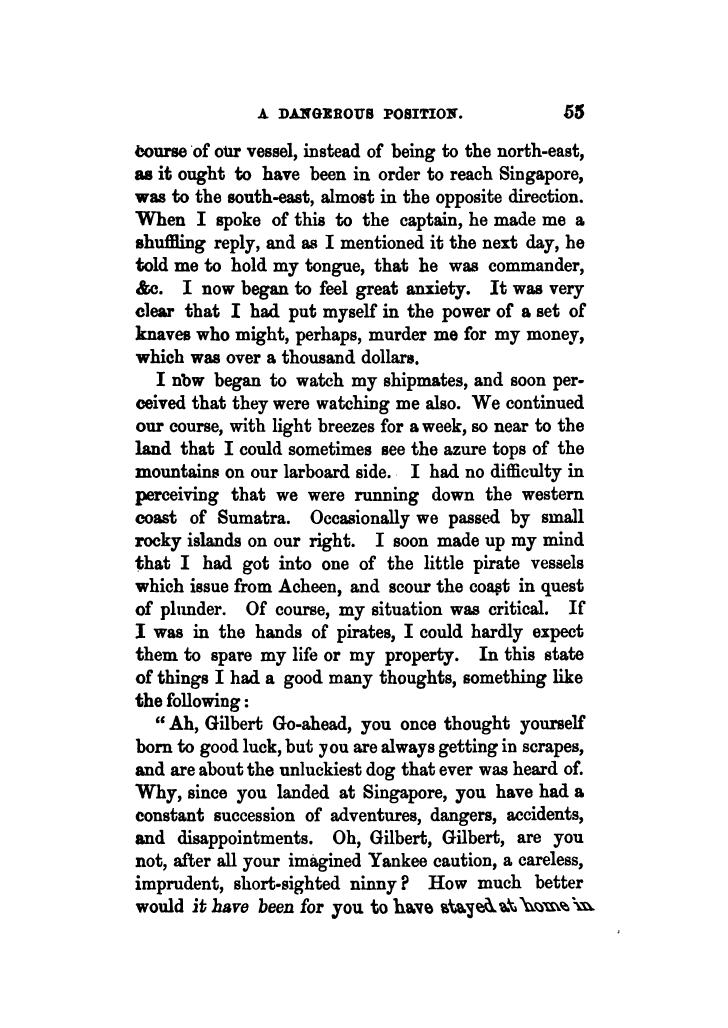 A DANGEROUS POSITION. 55
course of our vessel, instead of being to the north-east,
as it ought to have been in order to reach Singapore,
was to the south-east, almost in the opposite direction.
When I spoke of this to the captain, he made me a
shuffling reply, and as I mentioned it the next day, he
told me to hold my tongue, that he was commander,
&c. I now began to feel great anxiety. It was very
clear that I had put myself in the power of a set of
knaves who might, perhaps, murder me for my money,
which was over a thousand dollars.
I now began to watch my shipmates, and soon per-
ceived that they were watching me also. We continued
our course, with light breezes for a week, so near to the
land that I could sometimes see the azure tops of the
mountains on our larboard side. I had no difficulty in
perceiving that we were running down the western
coast of Sumatra. Occasionally we passed by small
rocky islands on our right. I soon made up my mind
that I had got into one of the little pirate vessels
which issue from Acheen, and scour the coast in quest
of plunder. Of course, my situation was critical. If
I was in the hands of pirates, I could hardly expect
them to spare my life or my property. In this state
of things I had a good many thoughts, something like
the following:
"Ah, Gilbert Go-ahead, you once thought yourself
born to good luck, but you are always getting in scrapes,
and are about the unluckiest dog that ever was heard of.
Why, since you landed at Singapore, you have had a
constant succession of adventures, dangers, accidents,
and disappointments. Oh, Gilbert, Gilbert, are you
not, after all your imagined Yankee caution, a careless,
imprudent, short-sighted ninny? How much better
would it have been for you to have stayed at home in